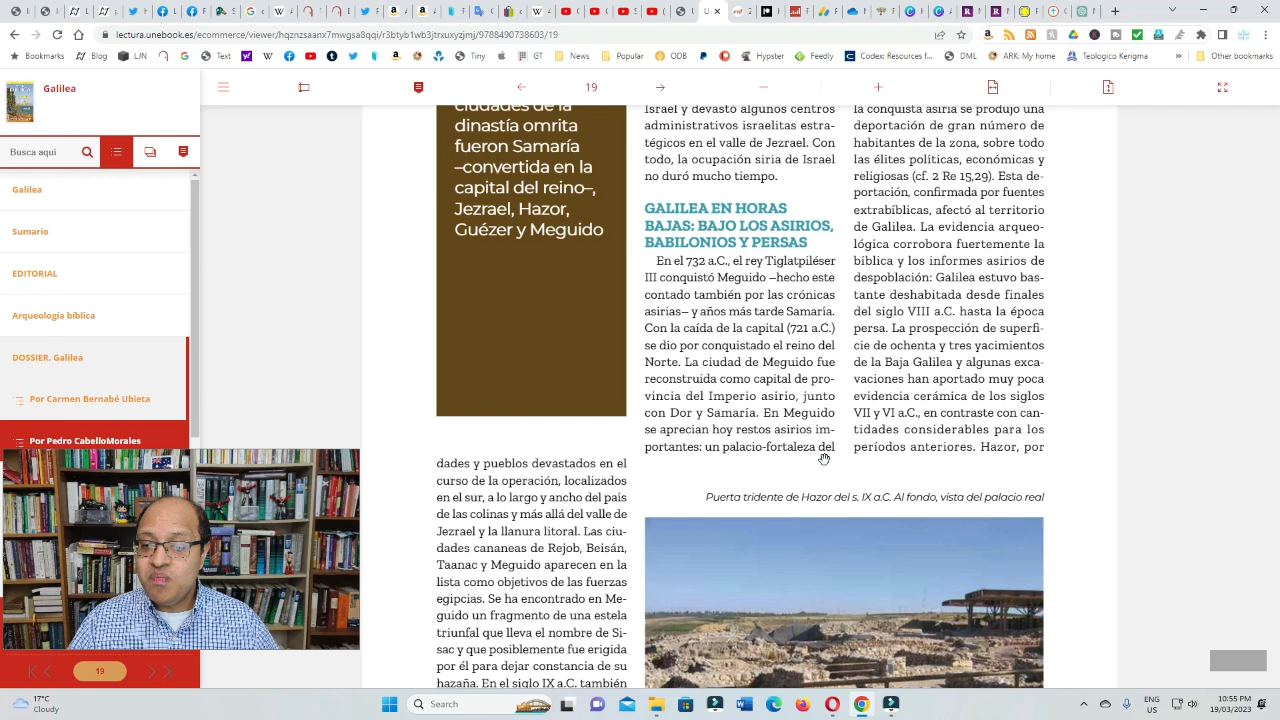 lectura.unebook.es/ecommerce/viewer/hqznzsaanx7mwgsa8qqi/r3btyb1wb3jtrxuxyzjmj/9788490738603/19
Bookmarks
Blog
LJN
G
Text
Tiny
GT
News
Popular
ODB
Hypster
Feedly
Codex Resources G...
DML
ARK: My home
Teologico Kerigma
Other bookmarks
Galilea
19
Busca aqui
Galilea
Sumario
EDITORIAL
Arqueología bíblica
DOSSIER. Galilea
Por Carmen Bernabé Ubieta
Por Pedro CabelloMorales
19
ciudades de la
dinastía omrita
fueron Samaría
–convertida en la
capital del reino–,
Jezrael, Hazor,
Guézer y Meguido
dades y pueblos devastados en el
curso de la operación, localizados
en el sur, a lo largo y ancho del país
de las colinas y más allá del valle de
Jezrael y la llanura litoral. Las ciu-
dades cananeas de Rejob, Beisán,
Taanac y Meguido aparecen en la
lista como objetivos de las fuerzas
egipcias. Se ha encontrado en Me-
guido un fragmento de una estela
triunfal que lleva el nombre de Si-
sac y que posiblemente fue erigida
por él para dejar constancia de su
hazaña. En el siglo IX a.C. también
Israel y devastó algunos centros
administrativos israelitas estra-
tégicos en el valle de Jezrael. Con
todo, la ocupación siria de Israel
no duró mucho tiempo.
GALILEA EN HORAS
BAJAS: BAJO LOS ASIRIOS,
BABILONIOS Y PERSAS
En el 732 a.C., el rey Tiglatpiléser
III conquistó Meguido –hecho este
contado también por las crónicas
asirias– y años más tarde Samaría.
Con la caída de la capital (721 a.C.)
se dio por conquistado el reino del
Norte. La ciudad de Meguido fue
reconstruida como capital de pro-
vincia del Imperio asirio, junto
con Dor y Samaría. En Meguido
se aprecian hoy restos asirios im-
portantes: un palacio-fortaleza del
la conquista asiria se produjo una
deportación de gran número de
habitantes de la zona, sobre todo
las élites políticas, económicas y
religiosas (cf. 2 Re 15,29). Esta de-
portación, confirmada por fuentes
extrabíblicas, afectó al territorio
de Galilea. La evidencia arqueo-
lógica corrobora fuertemente la
bíblica y los informes asirios de
despoblación: Galilea estuvo bas-
tante deshabitada desde finales
del siglo VIII a.C. hasta la época
persa. La prospección de superfi-
cie de ochenta y tres yacimientos
de la Baja Galilea y algunas exca-
vaciones han aportado muy poca
evidencia cerámica de los siglos
VII y VI a.C., en contraste con can-
tidades considerables para los
períodos anteriores. Hazor, por
Puerta tridente de Hazor del s. IX a.C. Al fondo, vista del palacio real
17°C
Cloudy
Search
ENG
US
10:55 PM
19/03/2023